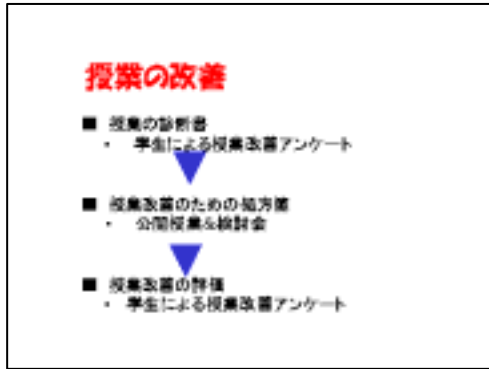 授業の改善
■ 授業の診断書
・ 学生による授業改善アンケート
■ 授業改善のための処方箋
・ 公開授業&検討会
■ 授業改善の評価
・ 学生による授業改善アンケート